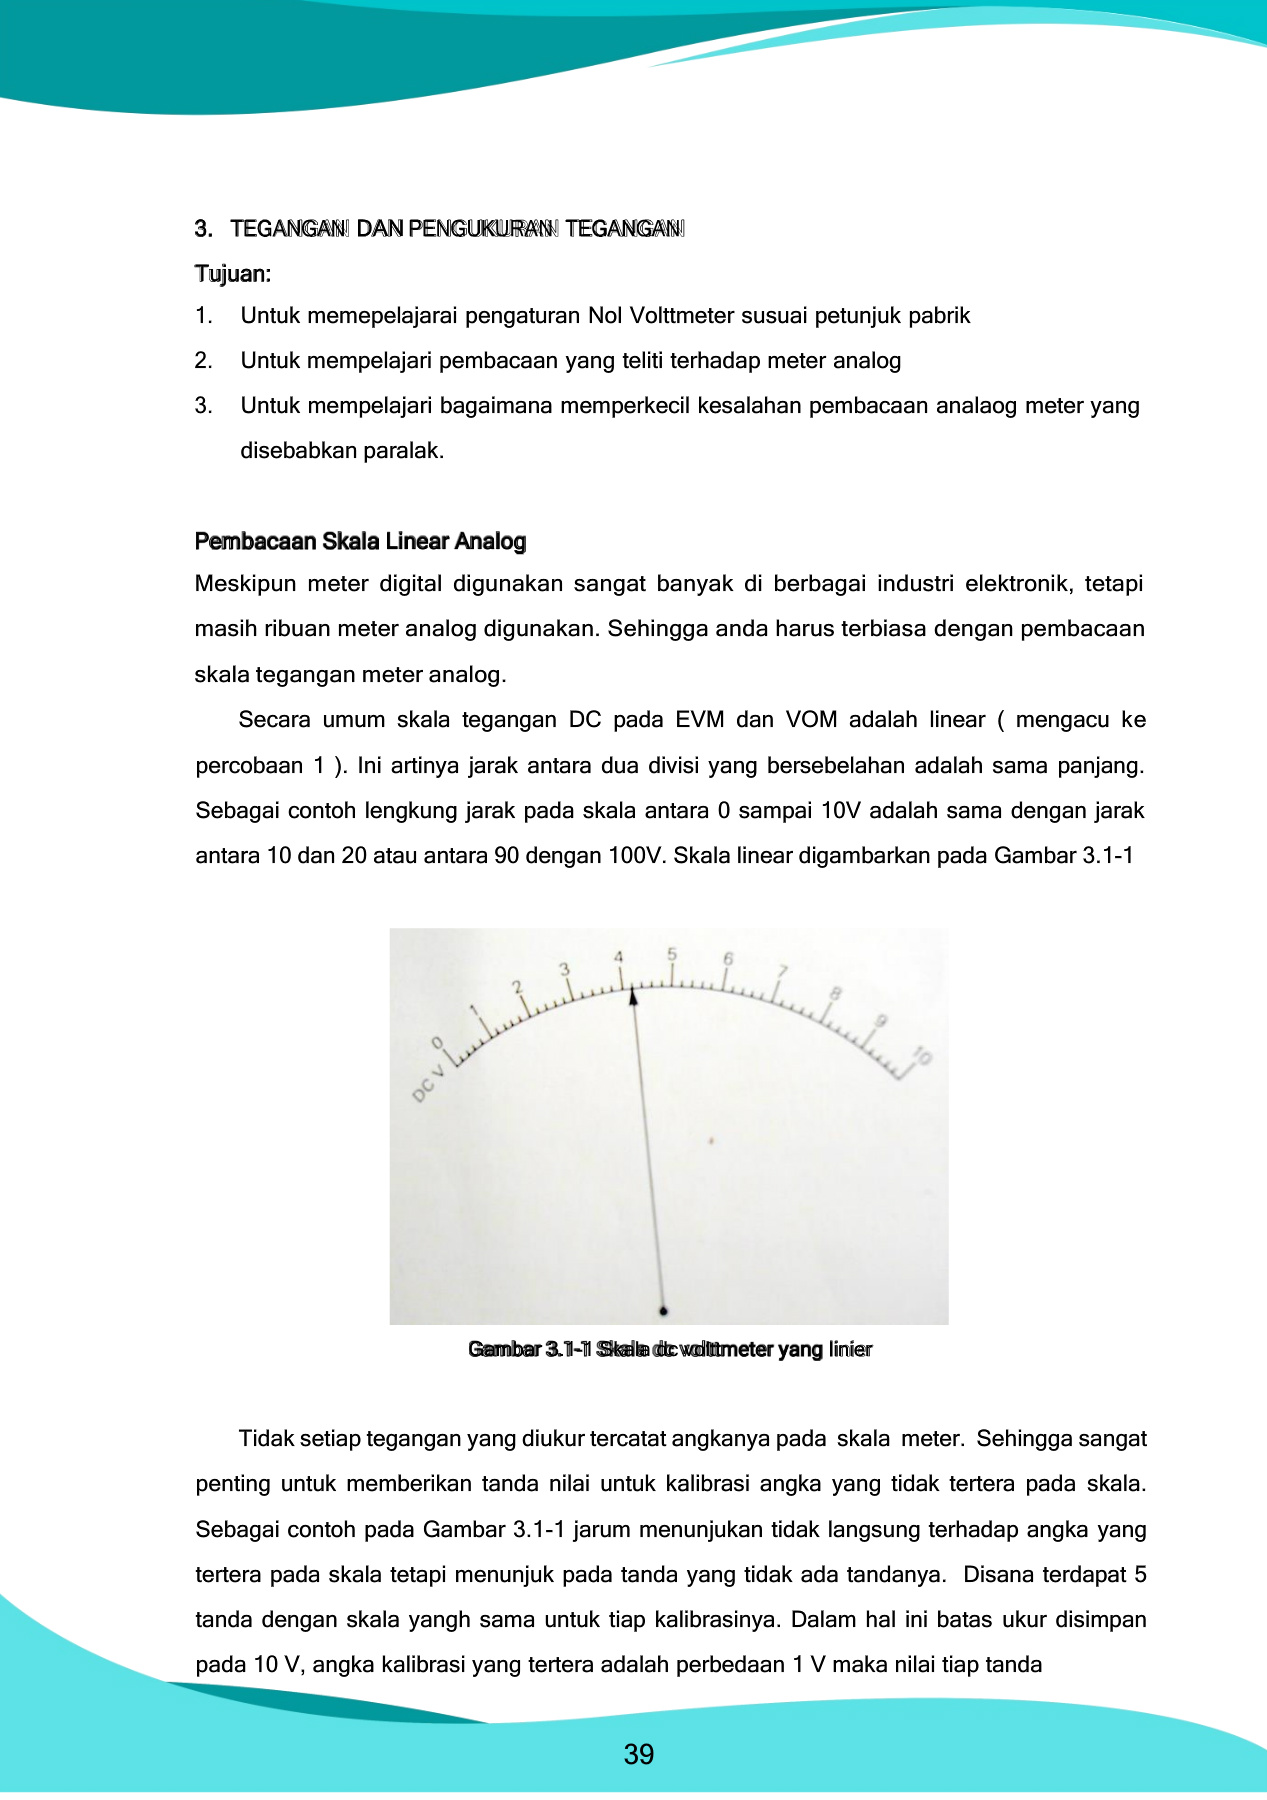 3. TEGANGAN DAN PENGUKURAN TEGANGAN
Tujuan:
1. Untuk memepelajarai pengaturan Nol Volttmeter susuai petunjuk pabrik
2. Untuk mempelajari pembacaan yang teliti terhadap meter analog
3. Untuk mempelajari bagaimana memperkecil kesalahan pembacaan analaog meter yang
disebabkan paralak.
Pembacaan Skala Linear Analog
Meskipun meter digital digunakan sangat banyak di berbagai industri elektronik, tetapi
masih ribuan meter analog digunakan. Sehingga anda harus terbiasa dengan pembacaan
skala tegangan meter analog.
Secara umum skala tegangan DC pada EVM dan VOM adalah linear ( mengacu ke
percobaan 1 ). Ini artinya jarak antara dua divisi yang bersebelahan adalah sama panjang.
Sebagai contoh lengkung jarak pada skala antara 0 sampai 10V adalah sama dengan jarak
antara 10 dan 20 atau antara 90 dengan 100V. Skala linear digambarkan pada Gambar 3.1-1
0 1 2 3 4 5 6 7 8 9 10
DC V
Gambar 3.1-1 Skala dc volttmeter yang linier
Tidak setiap tegangan yang diukur tercatat angkanya pada skala meter. Sehingga sangat
penting untuk memberikan tanda nilai untuk kalibrasi angka yang tidak tertera pada skala.
Sebagai contoh pada Gambar 3.1-1 jarum menunjukan tidak langsung terhadap angka yang
tertera pada skala tetapi menunjuk pada tanda yang tidak ada tandanya. Disana terdapat 5
tanda dengan skala yangh sama untuk tiap kalibrasinya. Dalam hal ini batas ukur disimpan
pada 10 V, angka kalibrasi yang tertera adalah perbedaan 1 V maka nilai tiap tanda
39